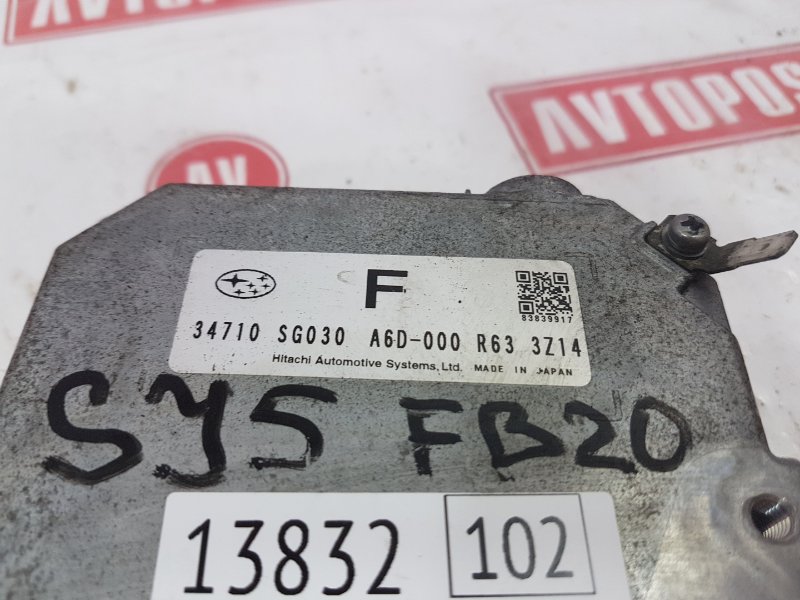 AVTOPOS
AV
F
83839917
34710 SG030 A6D-000 R63 3Z14
Hitachi Automotive Systems,Ltd. MADE IN JAPAN
SJ5 FB20
13832 102